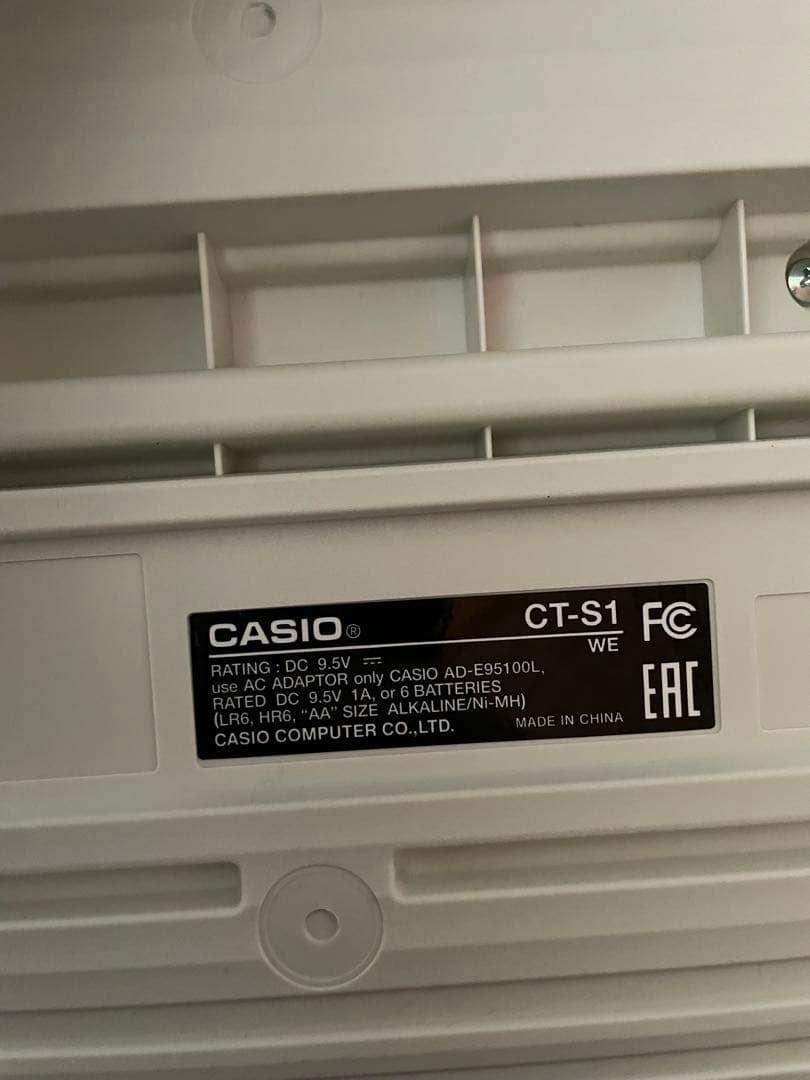 CASIO® CT-S1 FC
WE
RATING : DC 9.5V ⎓
use AC ADAPTOR only CASIO AD-E95100L,
RATED DC 9.5V 1A, or 6 BATTERIES
(LR6, HR6, “AA” SIZE ALKALINE/Ni-MH)
CASIO COMPUTER CO.,LTD. MADE IN CHINA
EAC